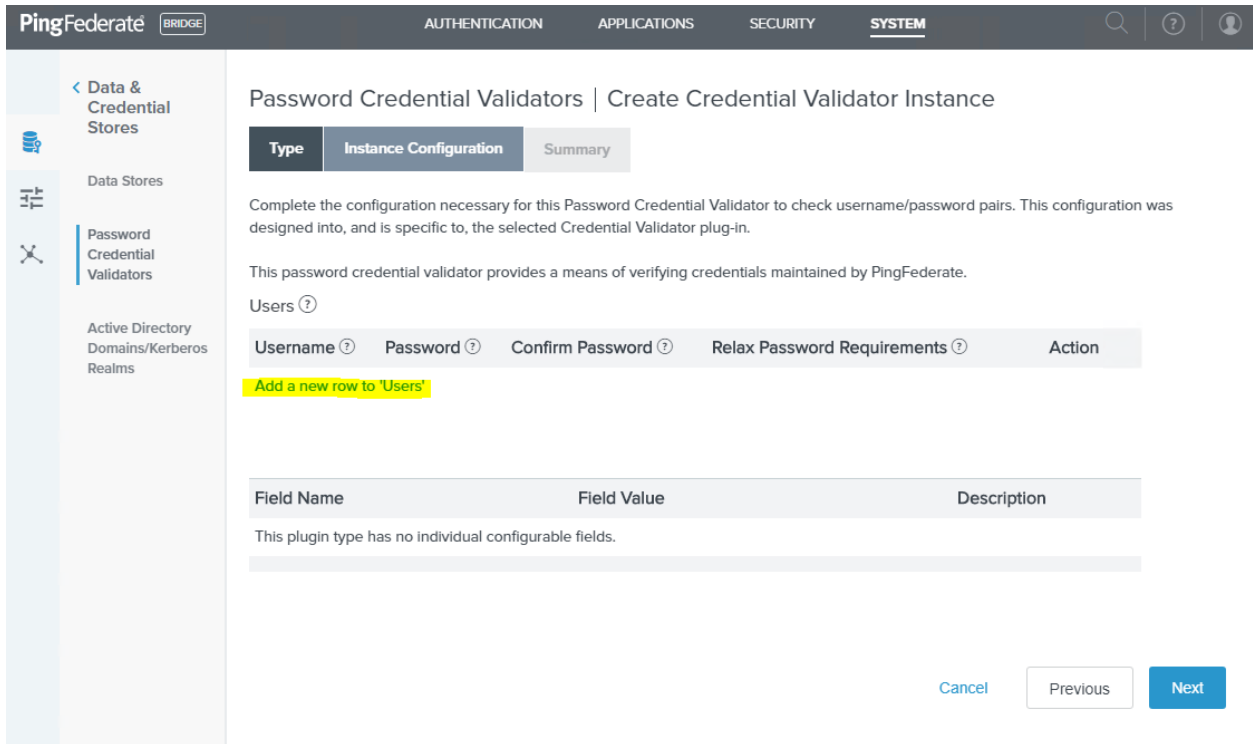 PingFederate BRIDGE AUTHENTICATION APPLICATIONS SECURITY SYSTEM ?
Data &
Credential
Stores
Data Stores
Password
Credential
Validators
Active Directory
Domains/Kerberos
Realms
Password Credential Validators | Create Credential Validator Instance
Type Instance Configuration Summary
Complete the configuration necessary for this Password Credential Validator to check username/password pairs. This configuration was
designed into, and is specific to, the selected Credential Validator plug-in.
This password credential validator provides a means of verifying credentials maintained by PingFederate.
Users ?
Username ? Password ? Confirm Password ? Relax Password Requirements ? Action
Add a new row to 'Users'
Field Name Field Value Description
This plugin type has no individual configurable fields.
Cancel Previous Next